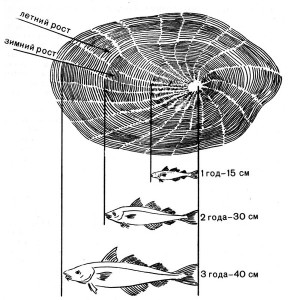 летний рост
зимний рост
1 год-15 см
2 года-30 см
3 года-40 см